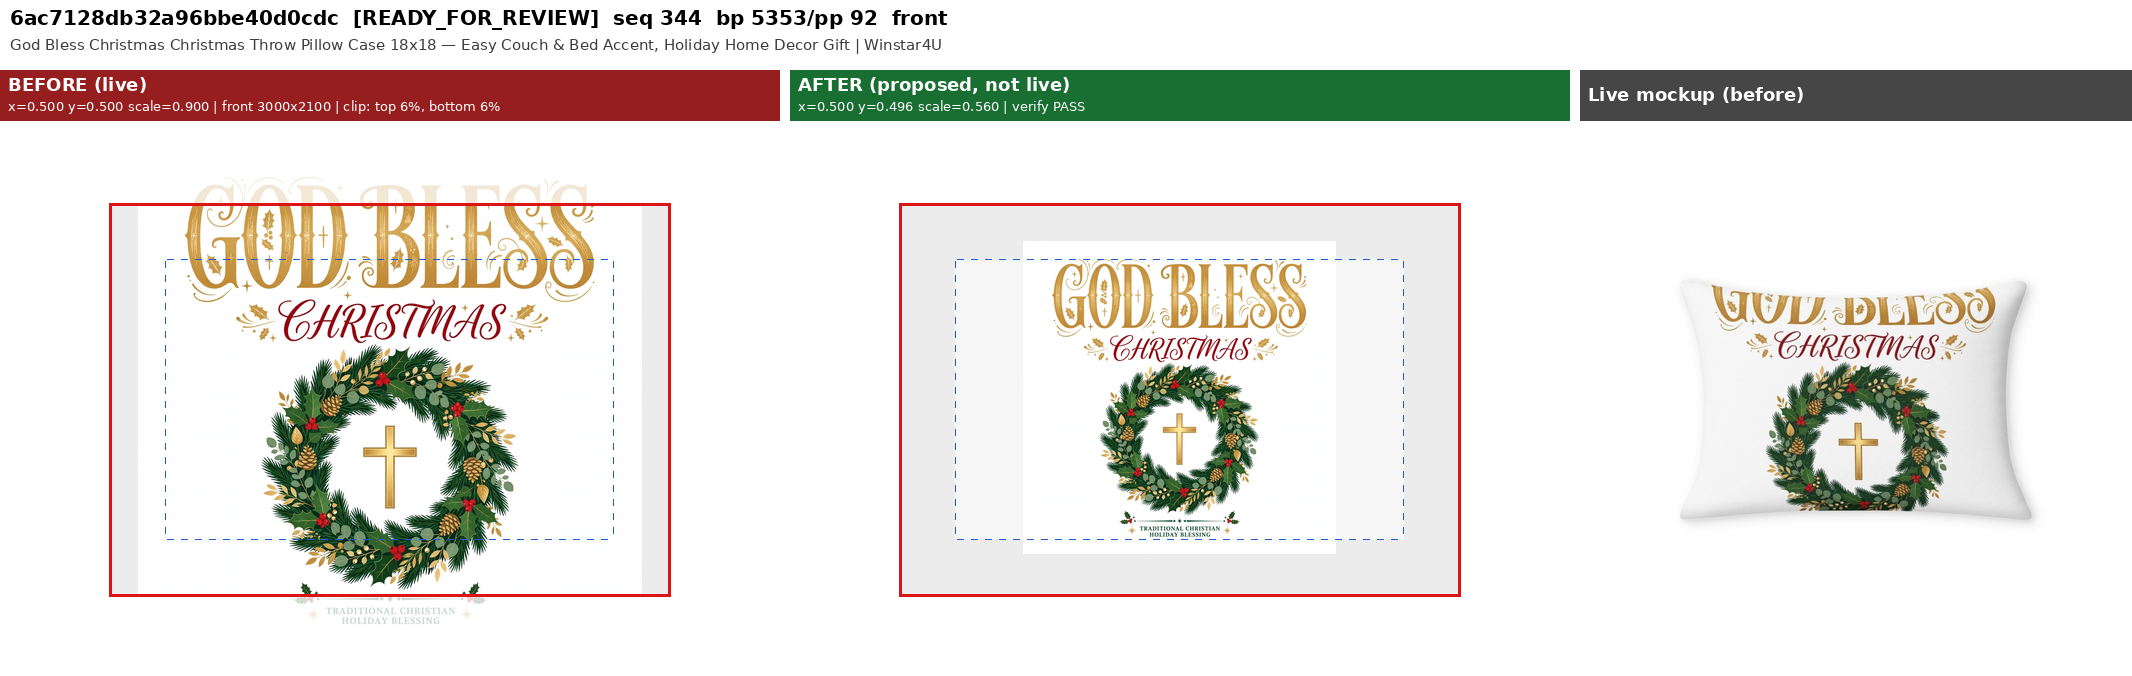 6ac7128db32a96bbe40d0cdc [READY_FOR_REVIEW] seq 344 bp 5353/pp 92 front
God Bless Christmas Christmas Throw Pillow Case 18x18 — Easy Couch & Bed Accent, Holiday Home Decor Gift | Winstar4U
BEFORE (live)
x=0.500 y=0.500 scale=0.900 | front 3000x2100 | clip: top 6%, bottom 6%
GOD BLESS
CHRISTMAS
TRADITIONAL CHRISTIAN
HOLIDAY BLESSING
AFTER (proposed, not live)
x=0.500 y=0.496 scale=0.560 | verify PASS
GOD BLESS
CHRISTMAS
TRADITIONAL CHRISTIAN
HOLIDAY BLESSING
Live mockup (before)
GOD BLESS
CHRISTMAS